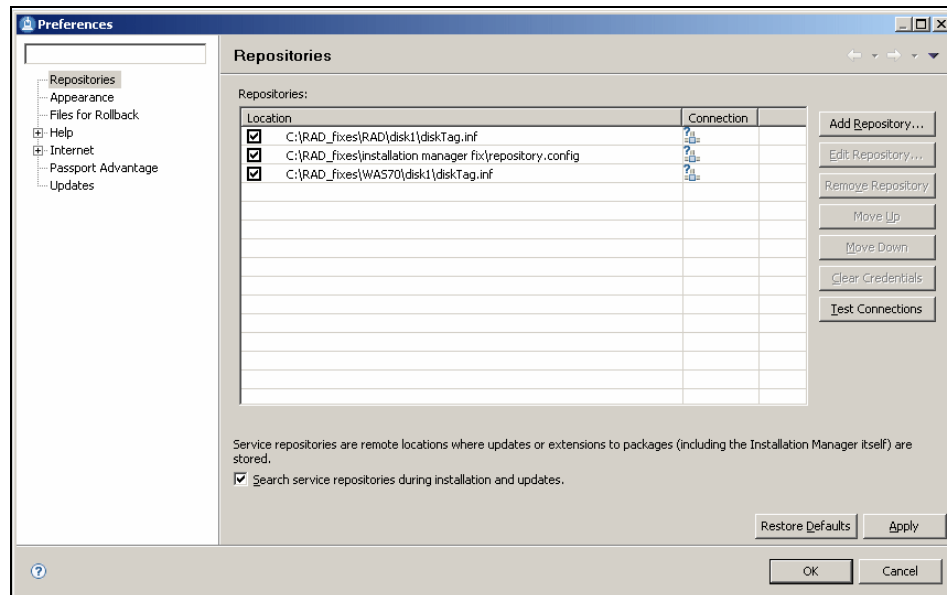 Preferences
Repositories
Repositories
Appearance
Files for Rollback
Help
Internet
Passport Advantage
Updates
Repositories:
Location Connection
C:\RAD_fixes\RAD\disk1\diskTag.inf
C:\RAD_fixes\installation manager fix\repository.config
C:\RAD_fixes\WAS70\disk1\diskTag.inf
Add Repository...
Edit Repository...
Remove Repository
Move Up
Move Down
Clear Credentials
Test Connections
Service repositories are remote locations where updates or extensions to packages (including the Installation Manager itself) are
stored.
Search service repositories during installation and updates.
Restore Defaults Apply
OK Cancel